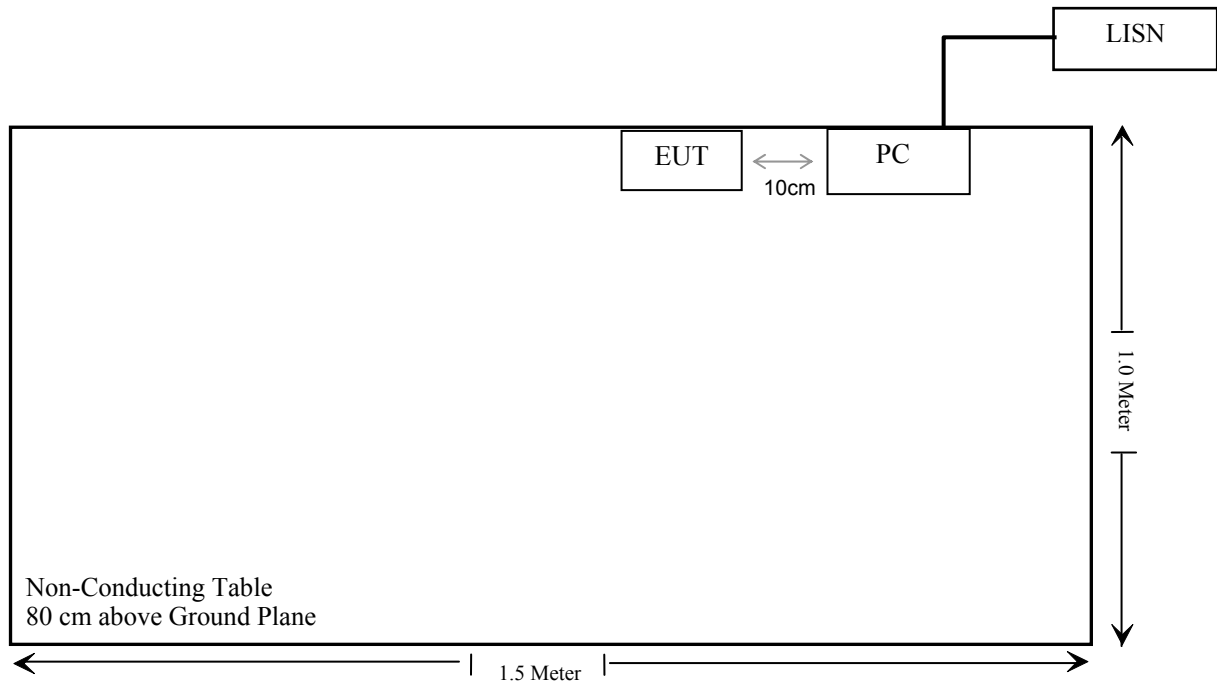 LISN
EUT
PC
10cm
1.0 Meter
Non-Conducting Table
80 cm above Ground Plane
1.5 Meter